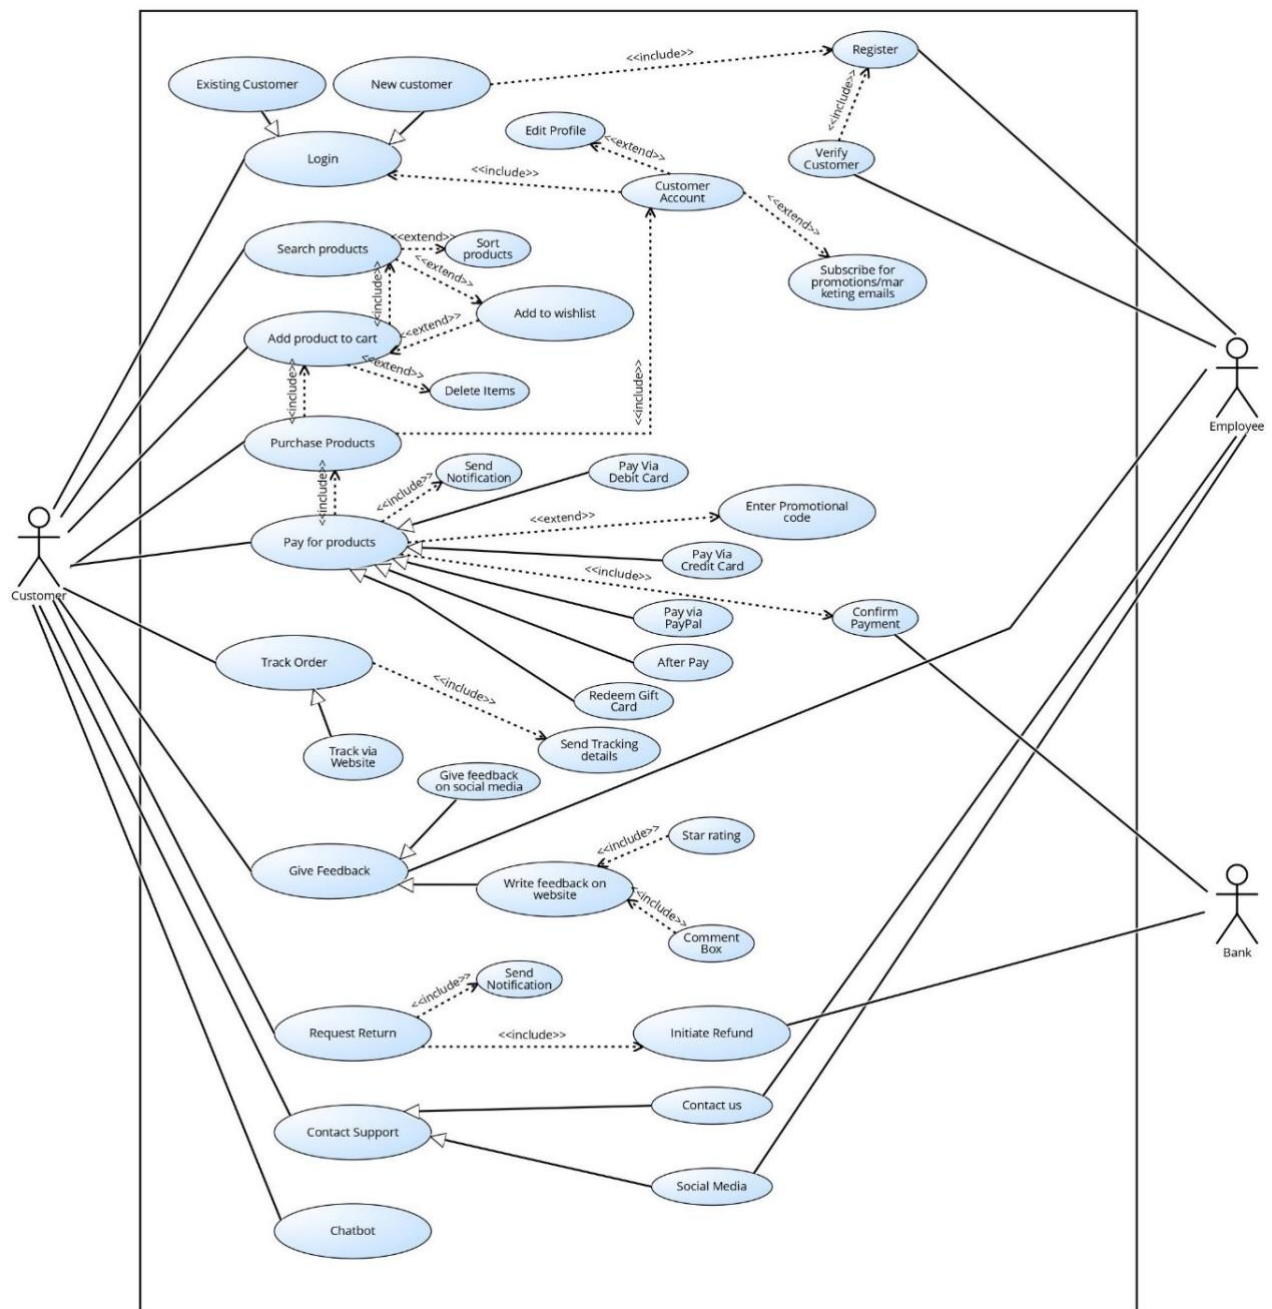 Register
<<include>>
Existing Customer
New customer
<<include>>
Edit Profile
<<extend>>
Login
Verify
Customer
<<include>>
Customer
Account
<<extend>>
<<extend>>
Search products
Sort
products
<<extend>>
Subscribe for
promotions/mar
keting emails
<<include>>
Add to wishlist
<<extend>>
Add product to cart
<<extend>>
Delete Items
<<include>>
<<include>>
Employee
Purchase Products
Send
Notification
Pay Via
Debit Card
<<include>>
<<include>>
Enter Promotional
code
<<extend>>
Pay for products
Pay Via
Credit Card
<<include>>
Customer
Pay via
PayPal
Confirm
Payment
After Pay
Track Order
<<include>>
Redeem Gift
Card
Send Tracking
details
Track via
Website
Give feedback
on social media
Star rating
<<include>>
Give Feedback
Write feedback on
website
<<include>>
Comment
Box
Bank
Send
Notification
<<include>>
Request Return
<<include>>
Initiate Refund
Contact us
Contact Support
Social Media
Chatbot